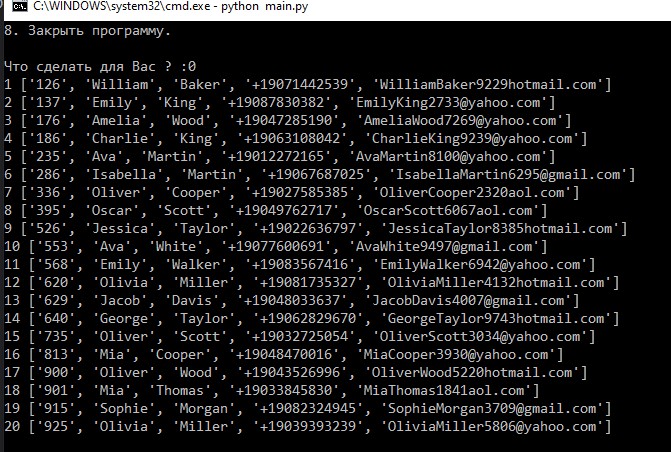 C:\WINDOWS\system32\cmd.exe - python main.py
8. Закрыть программу.
Что сделать для Вас ? :0
1 ['126', 'William', 'Baker', '+19071442539', 'WilliamBaker9229hotmail.com']
2 ['137', 'Emily', 'King', '+19087830382', 'EmilyKing2733@yahoo.com']
3 ['176', 'Amelia', 'Wood', '+19047285190', 'AmeliaWood7269@yahoo.com']
4 ['186', 'Charlie', 'King', '+19063108042', 'CharlieKing9239@yahoo.com']
5 ['235', 'Ava', 'Martin', '+19012272165', 'AvaMartin8100@yahoo.com']
6 ['286', 'Isabella', 'Martin', '+19067687025', 'IsabellaMartin6295@gmail.com']
7 ['336', 'Oliver', 'Cooper', '+19027585385', 'OliverCooper2320aol.com']
8 ['395', 'Oscar', 'Scott', '+19049762717', 'OscarScott6067aol.com']
9 ['526', 'Jessica', 'Taylor', '+19022636797', 'JessicaTaylor8385hotmail.com']
10 ['553', 'Ava', 'White', '+19077600691', 'AvaWhite9497@gmail.com']
11 ['568', 'Emily', 'Walker', '+19083567416', 'EmilyWalker6942@yahoo.com']
12 ['620', 'Olivia', 'Miller', '+19081735327', 'OliviaMiller4132hotmail.com']
13 ['629', 'Jacob', 'Davis', '+19048033637', 'JacobDavis4007@gmail.com']
14 ['640', 'George', 'Taylor', '+19062829670', 'GeorgeTaylor9743hotmail.com']
15 ['735', 'Oliver', 'Scott', '+19032725054', 'OliverScott3034@yahoo.com']
16 ['813', 'Mia', 'Cooper', '+19048470016', 'MiaCooper3930@yahoo.com']
17 ['900', 'Oliver', 'Wood', '+19043526996', 'OliverWood5220hotmail.com']
18 ['901', 'Mia', 'Thomas', '+19033845830', 'MiaThomas1841aol.com']
19 ['915', 'Sophie', 'Morgan', '+19082324945', 'SophieMorgan3709@gmail.com']
20 ['925', 'Olivia', 'Miller', '+19039393239', 'OliviaMiller5806@yahoo.com']